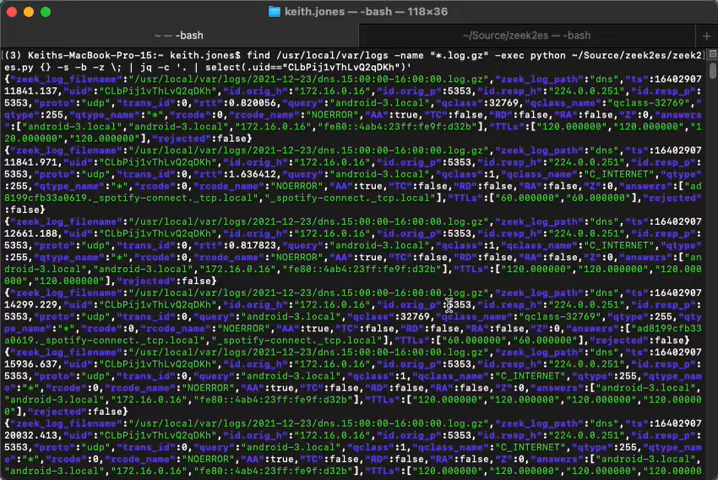 keith.jones — -bash — 118×36
~ — -bash
~/Source/zeek2es — -bash
+
(3) Keiths-MacBook-Pro-15:~ keith.jones$ find /usr/local/var/logs -name "*.log.gz" -exec python ~/Source/zeek2es/zeek2
es.py {} -s -b -z \; | jq -c '. | select(.uid=="CLbPij1vThLvQ2qDKh")'
{"zeek_log_filename":"/usr/local/var/logs/2021-12-23/dns.15:00:00-16:00:00.log.gz","zeek_log_path":"dns","ts":16402907
11841.137,"uid":"CLbPij1vThLvQ2qDKh","id.orig_h":"172.16.0.16","id.orig_p":5353,"id.resp_h":"224.0.0.251","id.resp_p":
5353,"proto":"udp","trans_id":0,"rtt":0.820056,"query":"android-3.local","qclass":32769,"qclass_name":"qclass-32769","
qtype":255,"qtype_name":"*","rcode":0,"rcode_name":"NOERROR","AA":true,"TC":false,"RD":false,"RA":false,"Z":0,"answers
":["android-3.local","android-3.local","172.16.0.16","fe80::4ab4:23ff:fe9f:d32b"],"TTLs":["120.000000","120.000000","1
20.000000","120.000000"],"rejected":false}
{"zeek_log_filename":"/usr/local/var/logs/2021-12-23/dns.15:00:00-16:00:00.log.gz","zeek_log_path":"dns","ts":16402907
11841.971,"uid":"CLbPij1vThLvQ2qDKh","id.orig_h":"172.16.0.16","id.orig_p":5353,"id.resp_h":"224.0.0.251","id.resp_p":
5353,"proto":"udp","trans_id":0,"rtt":1.636412,"query":"android-3.local","qclass":1,"qclass_name":"C_INTERNET","qtype"
:255,"qtype_name":"*","rcode":0,"rcode_name":"NOERROR","AA":true,"TC":false,"RD":false,"RA":false,"Z":0,"answers":["ad
8199cfb33a0619._spotify-connect._tcp.local","_spotify-connect._tcp.local"],"TTLs":["60.000000","60.000000"],"rejected"
:false}
{"zeek_log_filename":"/usr/local/var/logs/2021-12-23/dns.15:00:00-16:00:00.log.gz","zeek_log_path":"dns","ts":16402907
12661.188,"uid":"CLbPij1vThLvQ2qDKh","id.orig_h":"172.16.0.16","id.orig_p":5353,"id.resp_h":"224.0.0.251","id.resp_p":
5353,"proto":"udp","trans_id":0,"rtt":0.817823,"query":"android-3.local","qclass":1,"qclass_name":"C_INTERNET","qtype"
:255,"qtype_name":"*","rcode":0,"rcode_name":"NOERROR","AA":true,"TC":false,"RD":false,"RA":false,"Z":0,"answers":["an
droid-3.local","android-3.local","172.16.0.16","fe80::4ab4:23ff:fe9f:d32b"],"TTLs":["120.000000","120.000000","120.000
000","120.000000"],"rejected":false}
{"zeek_log_filename":"/usr/local/var/logs/2021-12-23/dns.15:00:00-16:00:00.log.gz","zeek_log_path":"dns","ts":16402907
14299.229,"uid":"CLbPij1vThLvQ2qDKh","id.orig_h":"172.16.0.16","id.orig_p":5353,"id.resp_h":"224.0.0.251","id.resp_p":
5353,"proto":"udp","trans_id":0,"query":"android-3.local","qclass":32769,"qclass_name":"qclass-32769","qtype":255,"qty
pe_name":"*","rcode":0,"rcode_name":"NOERROR","AA":true,"TC":false,"RD":false,"RA":false,"Z":0,"answers":["ad8199cfb33
a0619._spotify-connect._tcp.local","_spotify-connect._tcp.local"],"TTLs":["60.000000","60.000000"],"rejected":false}
{"zeek_log_filename":"/usr/local/var/logs/2021-12-23/dns.15:00:00-16:00:00.log.gz","zeek_log_path":"dns","ts":16402907
15936.637,"uid":"CLbPij1vThLvQ2qDKh","id.orig_h":"172.16.0.16","id.orig_p":5353,"id.resp_h":"224.0.0.251","id.resp_p":
5353,"proto":"udp","trans_id":0,"query":"android-3.local","qclass":1,"qclass_name":"C_INTERNET","qtype":255,"qtype_nam
e":"*","rcode":0,"rcode_name":"NOERROR","AA":true,"TC":false,"RD":false,"RA":false,"Z":0,"answers":["android-3.local",
"android-3.local","172.16.0.16","fe80::4ab4:23ff:fe9f:d32b"],"TTLs":["120.000000","120.000000","120.000000","120.00000
0"],"rejected":false}
{"zeek_log_filename":"/usr/local/var/logs/2021-12-23/dns.15:00:00-16:00:00.log.gz","zeek_log_path":"dns","ts":16402907
20032.413,"uid":"CLbPij1vThLvQ2qDKh","id.orig_h":"172.16.0.16","id.orig_p":5353,"id.resp_h":"224.0.0.251","id.resp_p":
5353,"proto":"udp","trans_id":0,"query":"android-3.local","qclass":1,"qclass_name":"C_INTERNET","qtype":255,"qtype_nam
e":"*","rcode":0,"rcode_name":"NOERROR","AA":true,"TC":false,"RD":false,"RA":false,"Z":0,"answers":["android-3.local",
"android-3.local","172.16.0.16","fe80::4ab4:23ff:fe9f:d32b"],"TTLs":["120.000000","120.000000","120.000000","120.00000